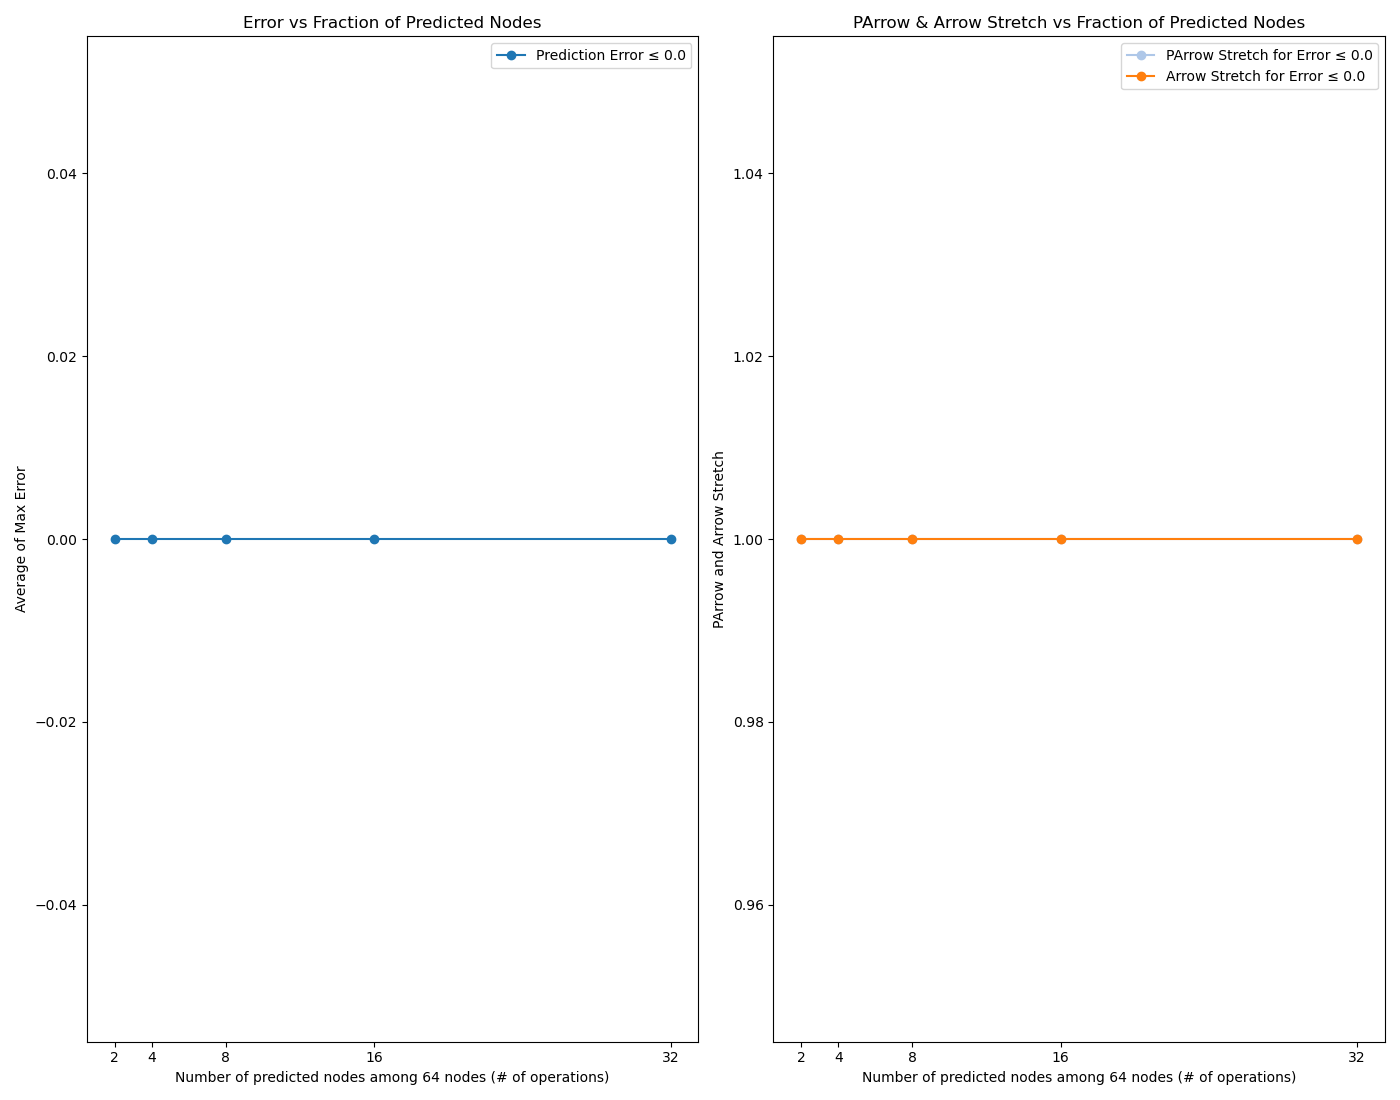 Error vs Fraction of Predicted Nodes
Prediction Error ≤ 0.0
Average of Max Error
0.04
0.02
0.00
−0.02
−0.04
2 4 8 16 32
Number of predicted nodes among 64 nodes (# of operations)
PArrow & Arrow Stretch vs Fraction of Predicted Nodes
PArrow Stretch for Error ≤ 0.0
Arrow Stretch for Error ≤ 0.0
PArrow and Arrow Stretch
1.04
1.02
1.00
0.98
0.96
2 4 8 16 32
Number of predicted nodes among 64 nodes (# of operations)